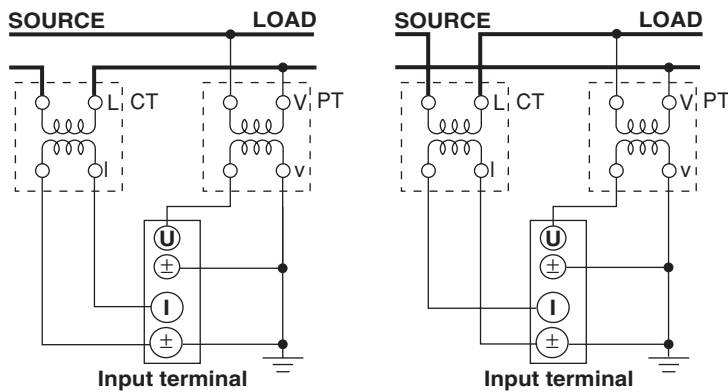 SOURCE LOAD
L CT V PT
l v
U
±
I
±
Input terminal
SOURCE LOAD
L CT V PT
l v
U
±
I
±
Input terminal